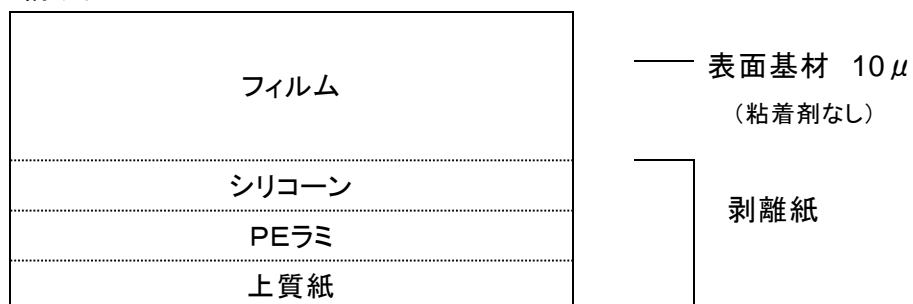 フィルム
表面基材 10μ
（粘着剤なし）
シリコーン
剥離紙
PEラミ
上質紙